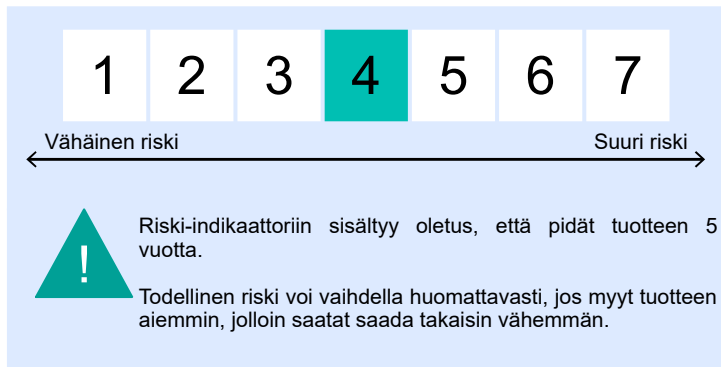 1 2 3 4 5 6 7
Vähäinen riski Suuri riski
!
Riski-indikaattoriin sisältyy oletus, että pidät tuotteen 5
vuotta.
Todellinen riski voi vaihdella huomattavasti, jos myyt tuotteen
aiemmin, jolloin saatat saada takaisin vähemmän.